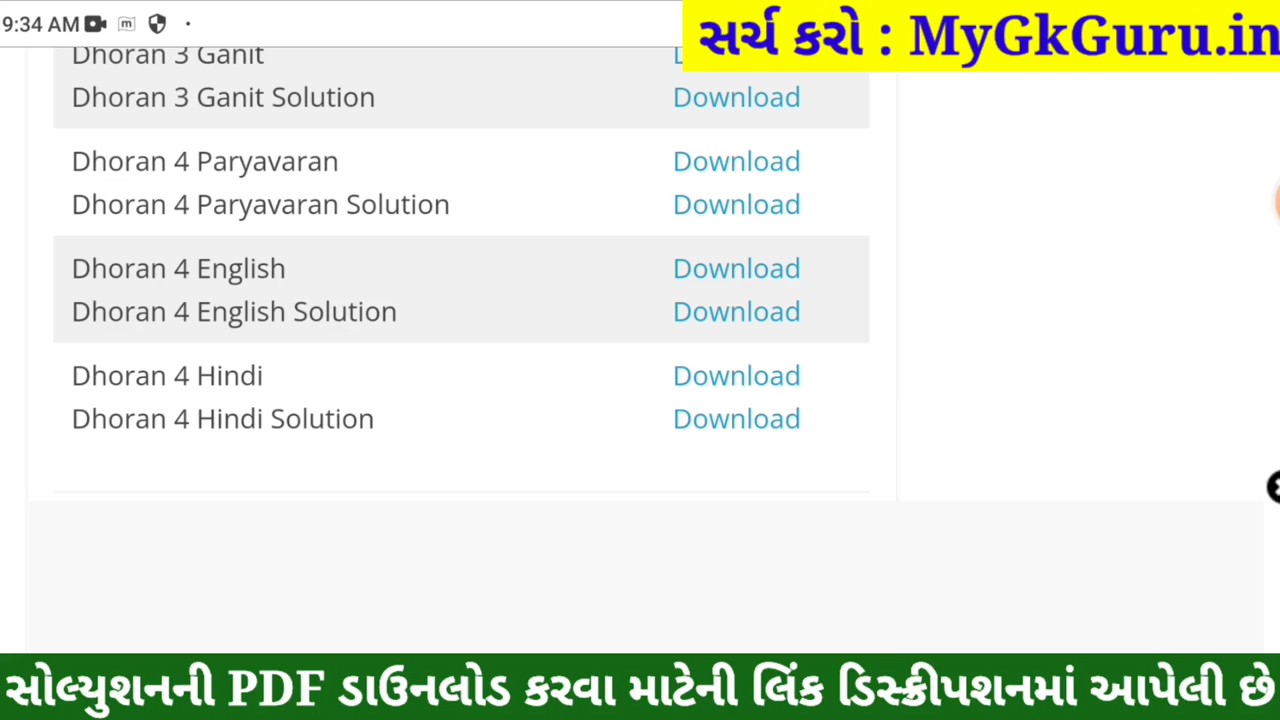 9:34 AM
સર્ચ કરો : MyGkGuru.in
Dhoran 3 Ganit
Dhoran 3 Ganit Solution Download
Dhoran 4 Paryavaran Download
Dhoran 4 Paryavaran Solution Download
Dhoran 4 English Download
Dhoran 4 English Solution Download
Dhoran 4 Hindi Download
Dhoran 4 Hindi Solution Download
સોલ્યુશનની PDF ડાઉનલોડ કરવા માટેની લિંક ડિસ્ક્રીપશનમાં આપેલી છે